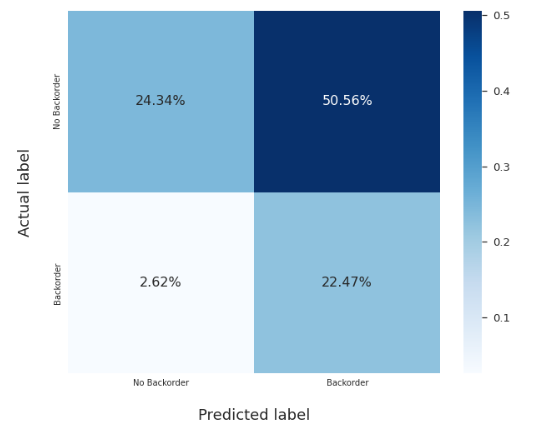 Actual label
No Backorder
Backorder
24.34%
50.56%
2.62%
22.47%
No Backorder
Backorder
Predicted label
0.5
0.4
0.3
0.2
0.1